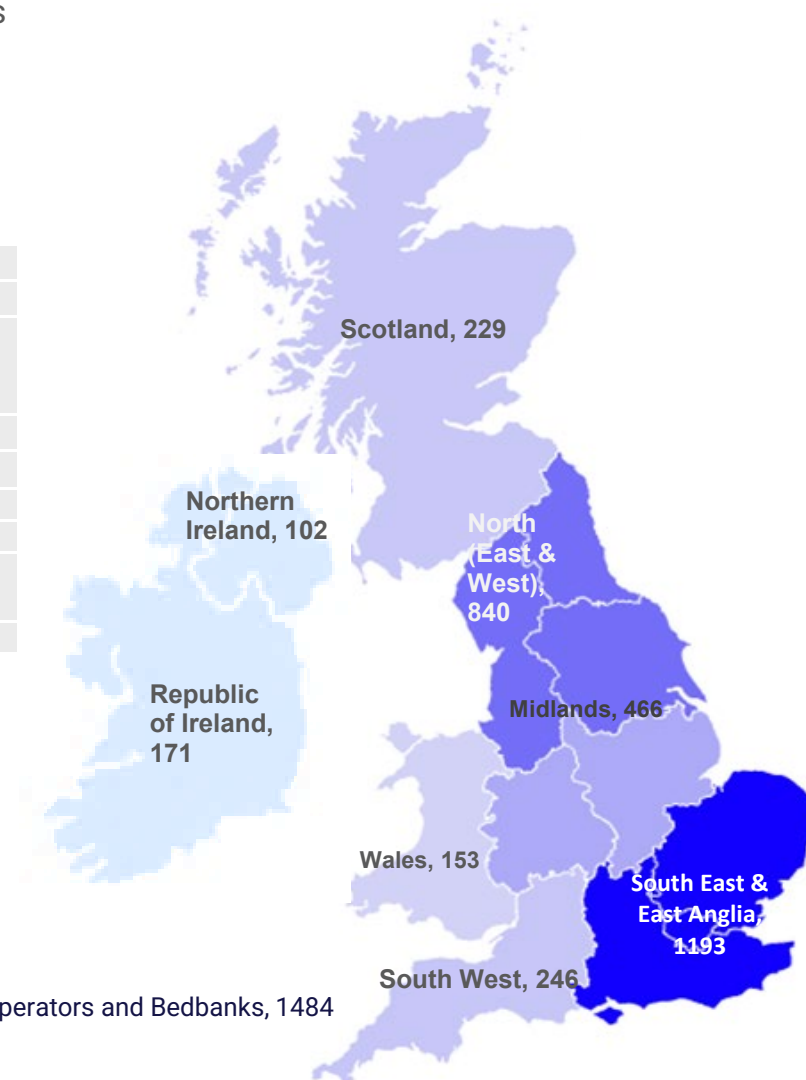 s
Scotland, 229
Northern
Ireland, 102
North
(East &
West),
840
Republic
of Ireland,
171
Midlands, 466
Wales, 153
South East &
East Anglia,
1193
South West, 246
perators and Bedbanks, 1484